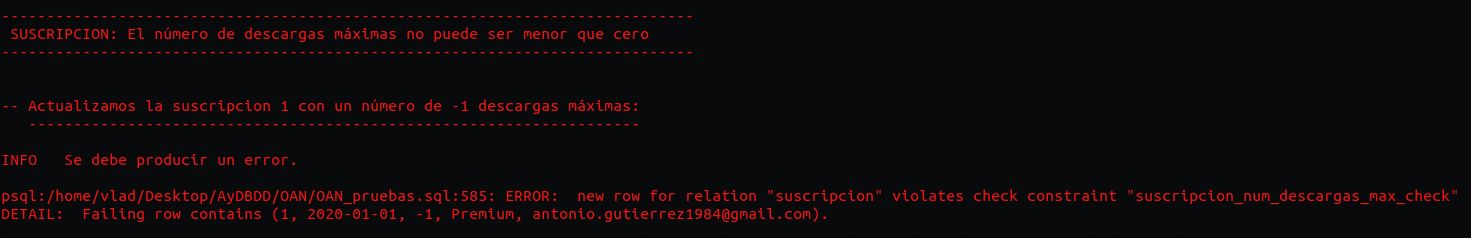 -----------------------------------------------------------------------------
SUSCRIPCION: El número de descargas máximas no puede ser menor que cero
-----------------------------------------------------------------------------
-- Actualizamos la suscripcion 1 con un número de -1 descargas máximas:
--------------------------------------------------------------------
INFO   Se debe producir un error.
psql:/home/vlad/Desktop/AyDBDD/OAN/OAN_pruebas.sql:585: ERROR:  new row for relation "suscripcion" violates check constraint "suscripcion_num_descargas_max_check"
DETAIL:  Failing row contains (1, 2020-01-01, -1, Premium, antonio.gutierrez1984@gmail.com).